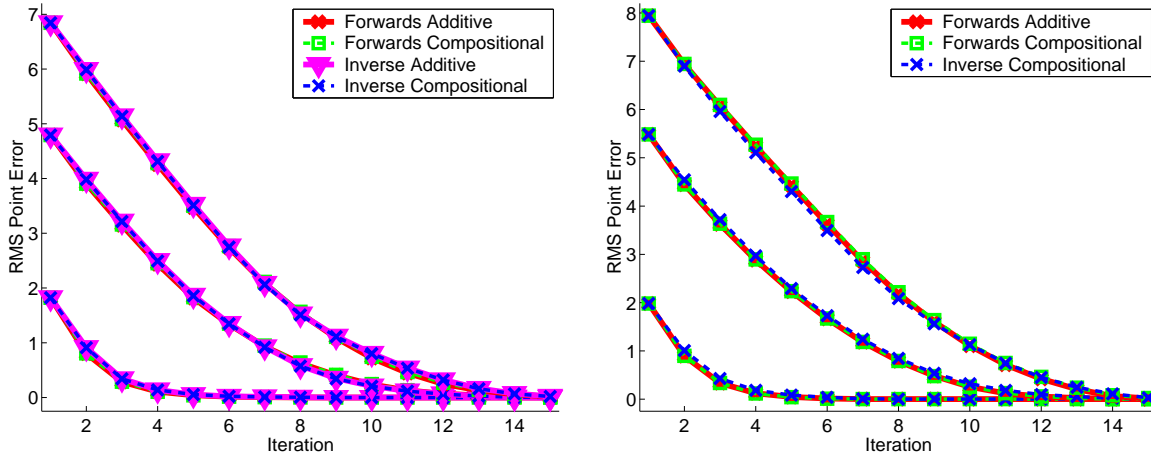 7
6
5
4
3
2
1
0
RMS Point Error
2 4 6 8 10 12 14
Iteration
Forwards Additive
Forwards Compositional
Inverse Additive
Inverse Compositional
8
7
6
5
4
3
2
1
0
RMS Point Error
2 4 6 8 10 12 14
Iteration
Forwards Additive
Forwards Compositional
Inverse Compositional